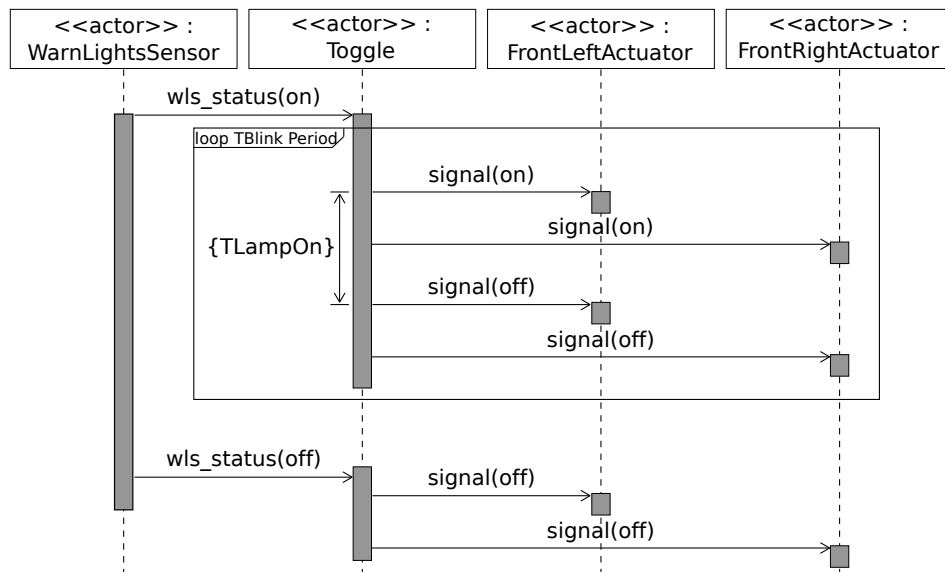 <<actor>> :
WarnLightsSensor
<<actor>> :
Toggle
<<actor>> :
FrontLeftActuator
<<actor>> :
FrontRightActuator
wls_status(on)
loop TBlink Period
signal(on)
signal(on)
{TLampOn}
signal(off)
signal(off)
wls_status(off)
signal(off)
signal(off)